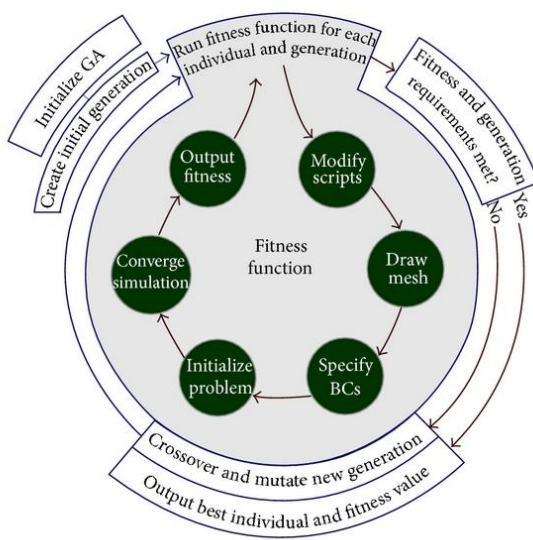 Initialize GA
Create initial generation
Run fitness function for each
individual and generation
Fitness and generation
requirements met?
No
Yes
Output
fitness
Modify
scripts
Converge
simulation
Fitness
function
Draw
mesh
Initialize
problem
Specify
BCs
Crossover and mutate new generation
Output best individual and fitness value